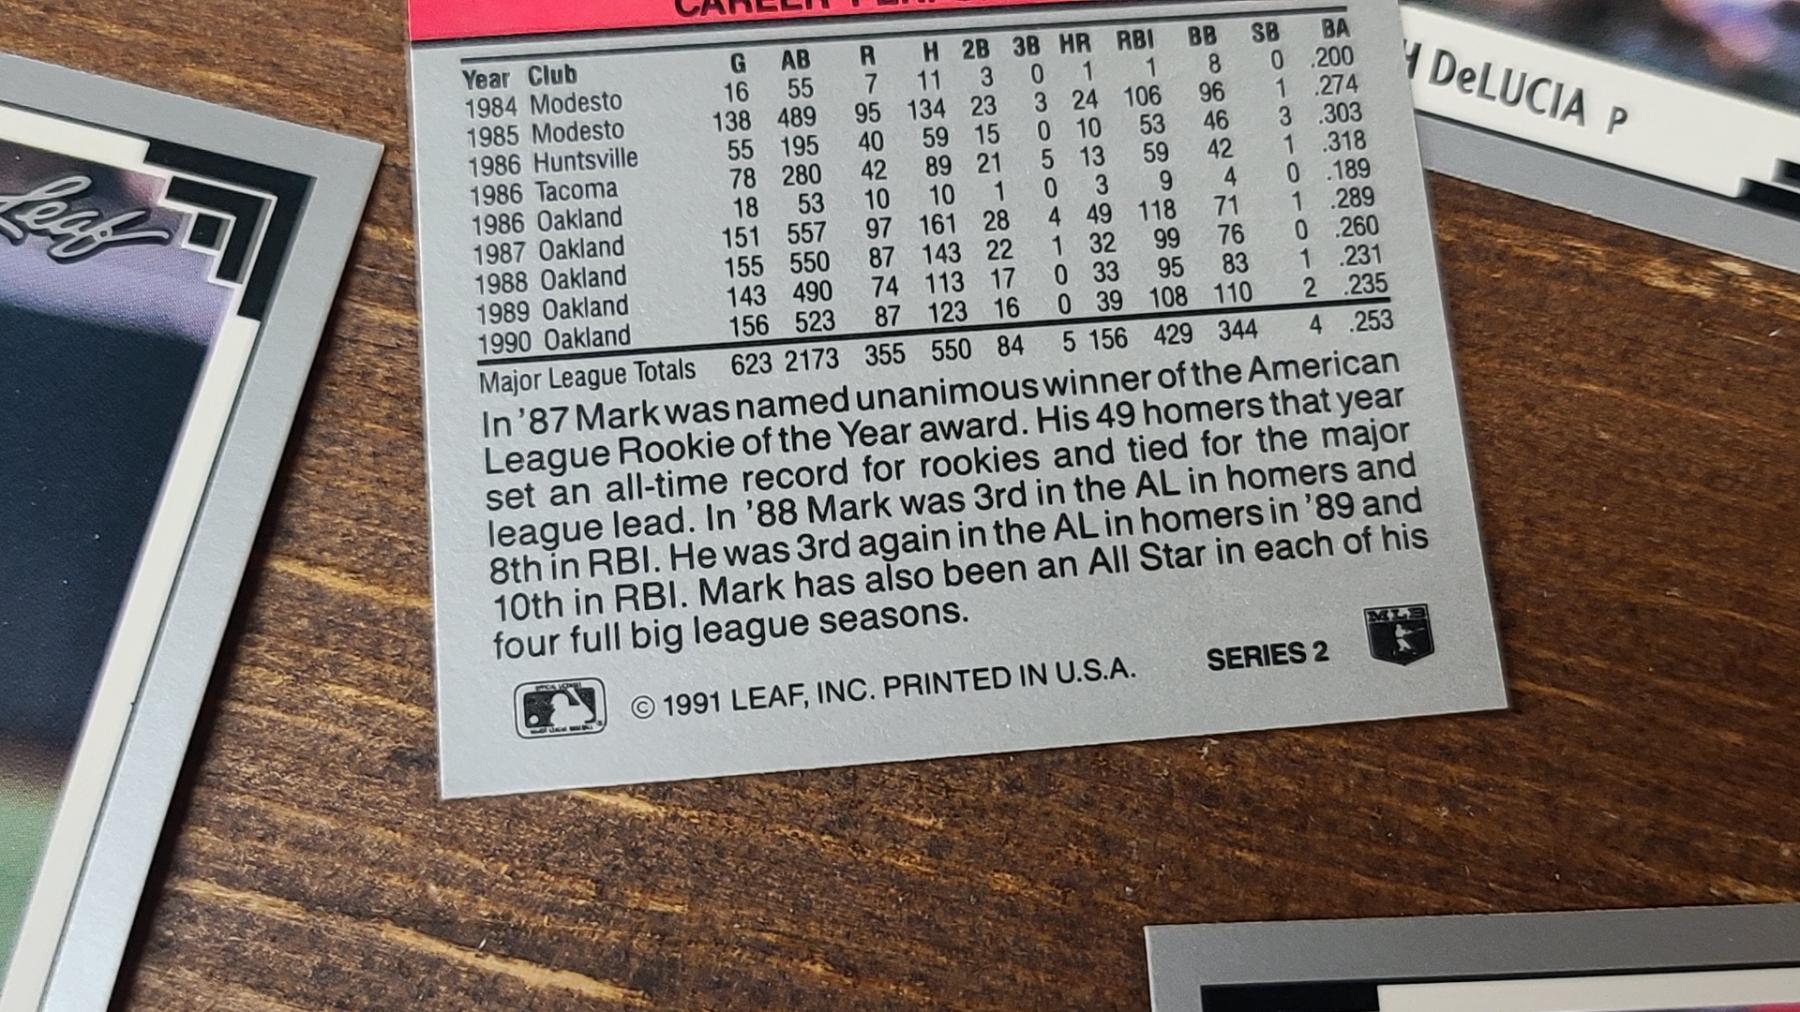 CAREER
Year Club G AB R H 2B 3B HR RBI BB SB BA
1984 Modesto 16 55 7 11 3 0 1 1 8 0 .200
1985 Modesto 138 489 95 134 23 3 24 106 96 1 .274
1986 Huntsville 55 195 40 59 15 0 10 53 46 3 .303
1986 Tacoma 78 280 42 89 21 5 13 59 42 1 .318
1986 Oakland 18 53 10 10 1 0 3 9 4 0 .189
1987 Oakland 151 557 97 161 28 4 49 118 71 1 .289
1988 Oakland 155 550 87 143 22 1 32 99 76 0 .260
1989 Oakland 143 490 74 113 17 0 33 95 83 1 .231
1990 Oakland 156 523 87 123 16 0 39 108 110 2 .235
Major League Totals 623 2173 355 550 84 5 156 429 344 4 .253
In '87 Mark was named unanimous winner of the American
League Rookie of the Year award. His 49 homers that year
set an all-time record for rookies and tied for the major
league lead. In '88 Mark was 3rd in the AL in homers and
8th in RBI. He was 3rd again in the AL in homers in '89 and
10th in RBI. Mark has also been an All Star in each of his
four full big league seasons.
© 1991 LEAF, INC. PRINTED IN U.S.A.
SERIES 2
MLB
Leaf
H DeLUCIA P